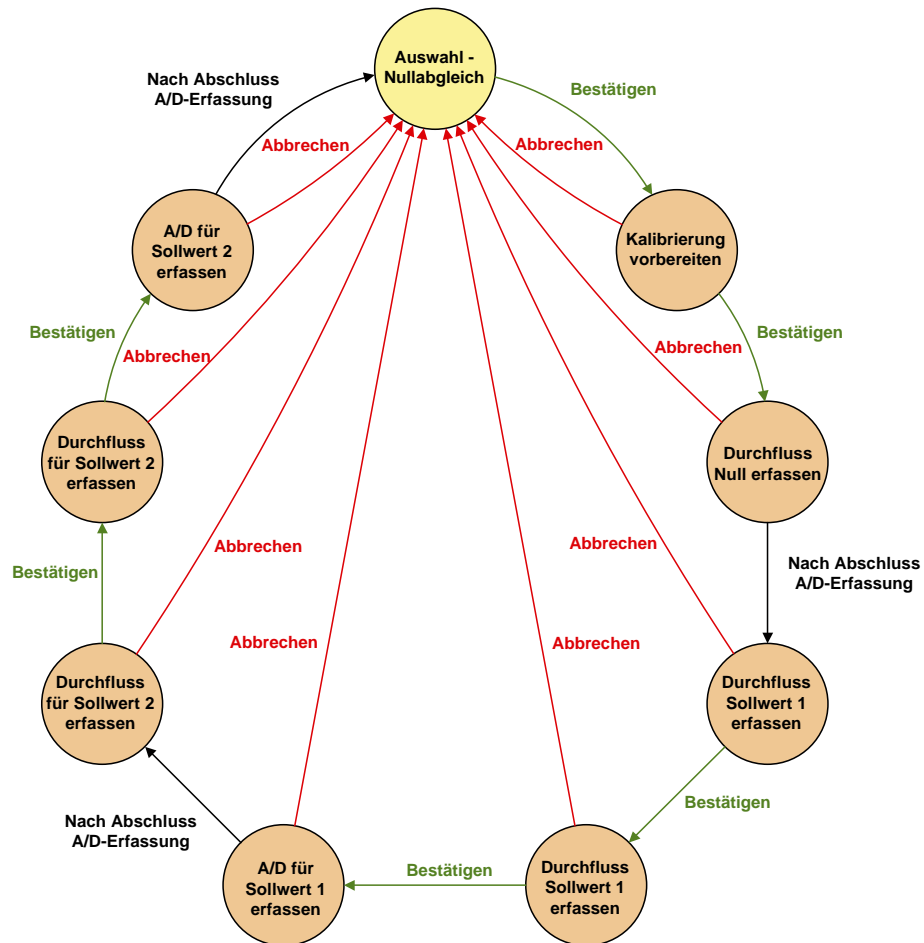 Auswahl -
Nullabgleich
Nach Abschluss
A/D-Erfassung
Bestätigen
Abbrechen
Abbrechen
A/D für
Sollwert 2
erfassen
Kalibrierung
vorbereiten
Bestätigen
Abbrechen
Abbrechen
Bestätigen
Durchfluss
für Sollwert 2
erfassen
Durchfluss
Null erfassen
Bestätigen
Abbrechen
Abbrechen
Nach Abschluss
A/D-Erfassung
Durchfluss
für Sollwert 2
erfassen
Abbrechen
Abbrechen
Durchfluss
Sollwert 1
erfassen
Nach Abschluss
A/D-Erfassung
Bestätigen
A/D für
Sollwert 1
erfassen
Bestätigen
Durchfluss
Sollwert 1
erfassen